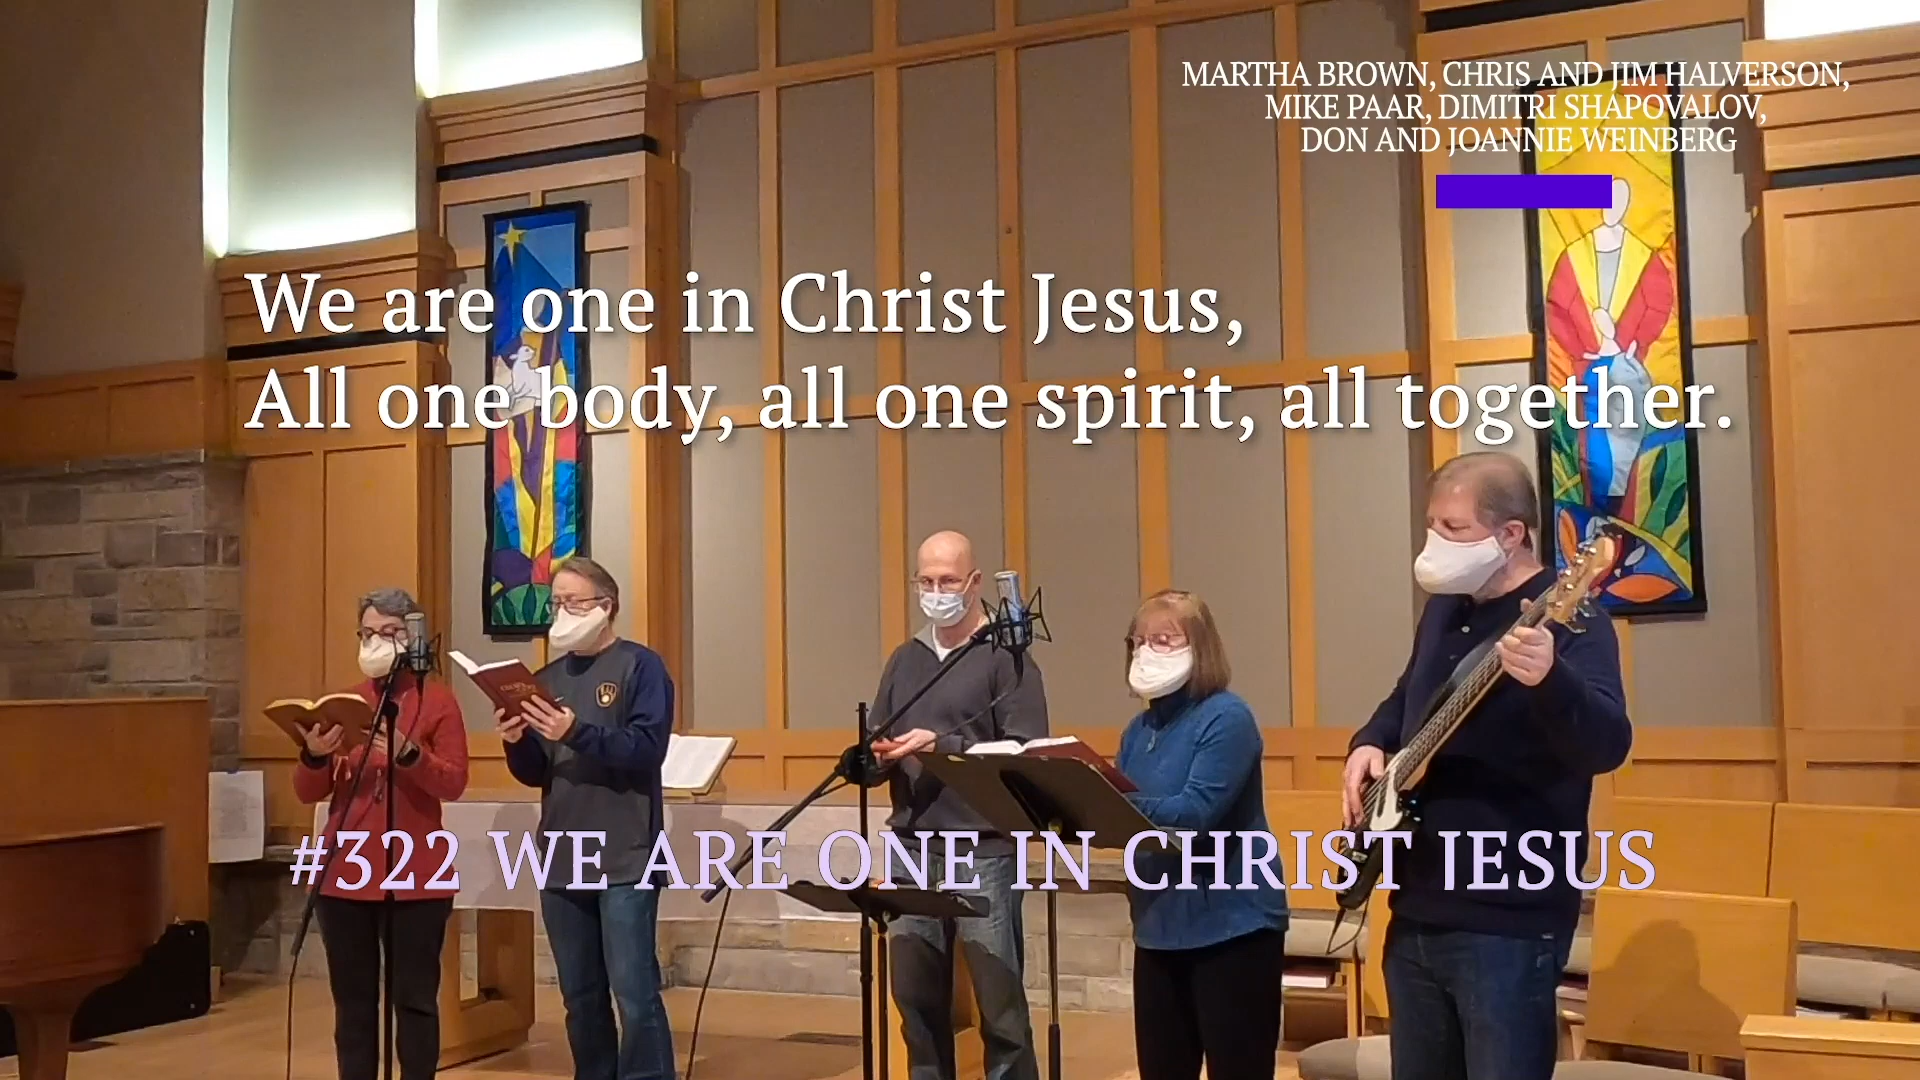 MARTHA BROWN, CHRIS AND JIM HALVERSON,
MIKE PAAR, DIMITRI SHAPOVALOV,
DON AND JOANNIE WEINBERG
We are one in Christ Jesus,
All one body, all one spirit, all together.
#322 WE ARE ONE IN CHRIST JESUS